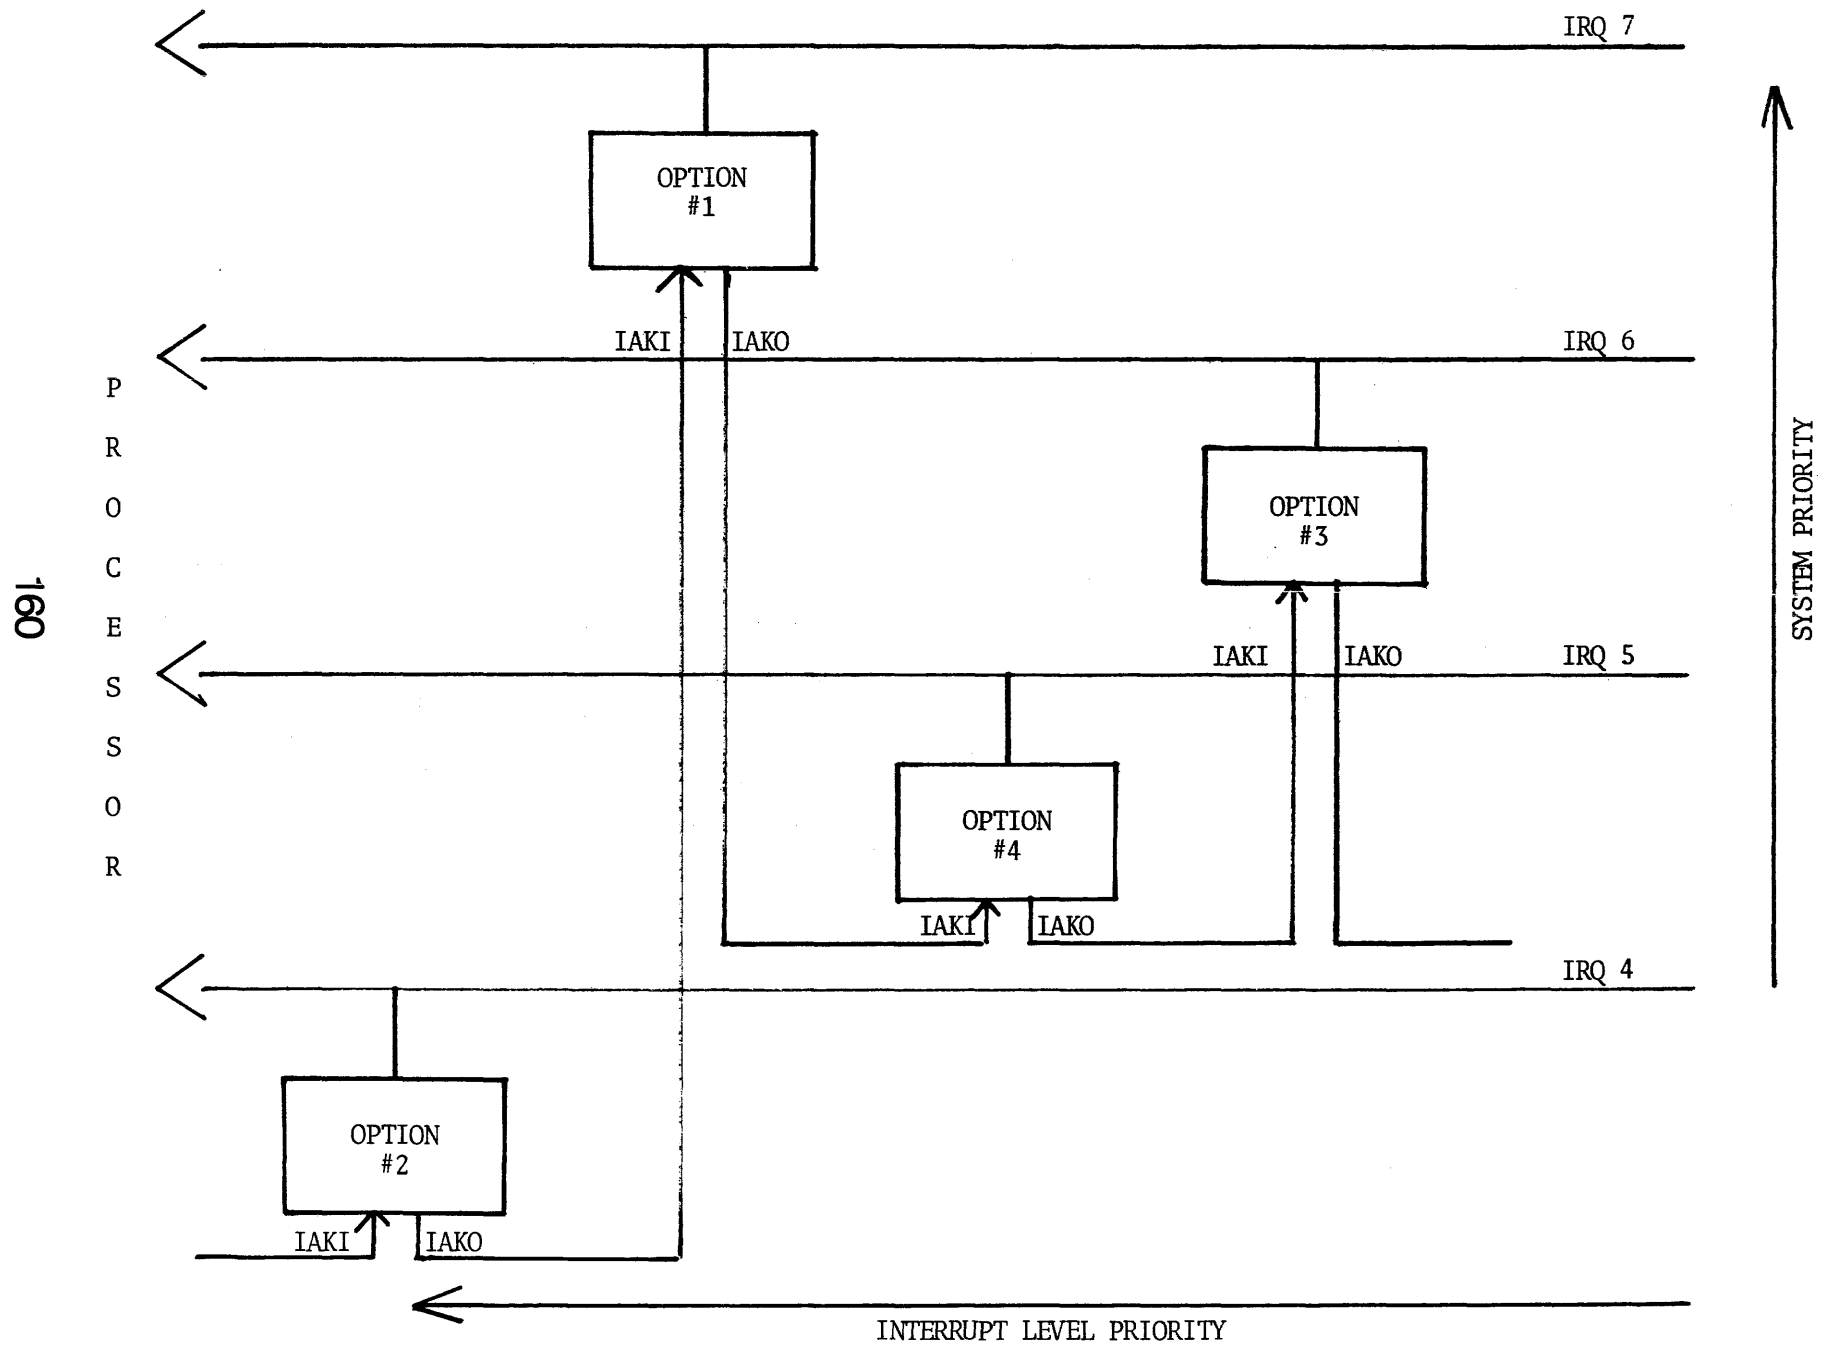 IRQ 7
OPTION
#1
IAKI
IAKO
IRQ 6
PROCESSOR
OPTION
#3
IAKI
IAKO
IRQ 5
SYSTEM PRIORITY
160
OPTION
#4
IAKI
IAKO
IRQ 4
OPTION
#2
IAKI
IAKO
INTERRUPT LEVEL PRIORITY